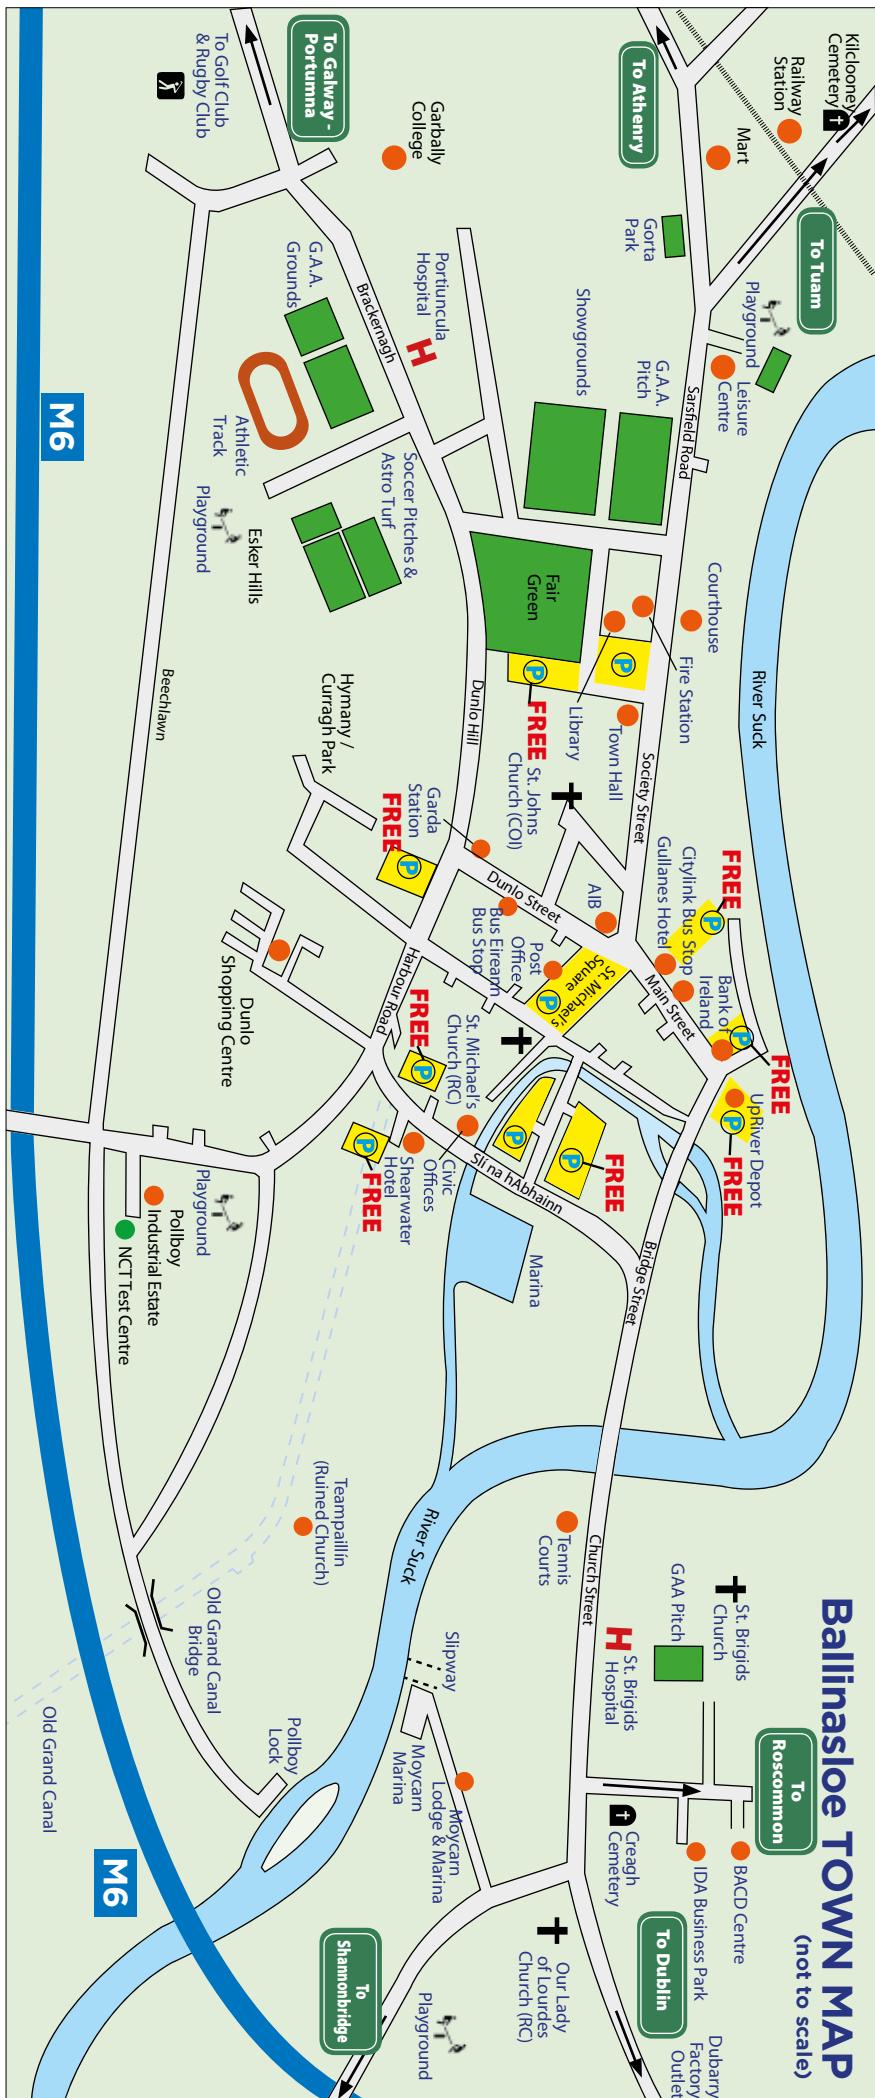 Ballinasloe TOWN MAP
(not to scale)
Kilclooney
Cemetery
Railway
Station
Mart
To Athenry
To Tuam
To Galway -
Portumna
To Golf Club
& Rugby Club
Garbally
College
Gorta
Park
Playground
Leisure
Centre
Portiuncula
Hospital
H
Showgrounds
G.A.A.
Pitch
Sarsfield Road
G.A.A.
Grounds
Brackernagh
Athletic
Track
Soccer Pitches &
Astro Turf
Playground
Esker Hills
M6
Beechlawn
Fair
Green
Courthouse
Fire Station
Library
Town Hall
P
P
FREE
River Suck
Society Street
Dunlo Hill
Hymany /
Curragh Park
St. Johns
Church (COI)
Garda
Station
FREE
P
Dunlo Street
AIB
Gullanes Hotel
Citylink Bus Stop
FREE
P
Bank of
Ireland
Main Street
P
FREE
UpRiver Depot
P
FREE
Bus Eireann
Bus Stop
Post
Office
St. Michael's
Square
P
Dunlo
Shopping Centre
Harbour Road
FREE
P
St. Michael's
Church (RC)
Civic
Offices
Shearwater
Hotel
P
FREE
P
P
FREE
Slí na hAbhainn
Marina
Bridge Street
Playground
Pollboy
Industrial Estate
NCT Test Centre
Teampaillín
(Ruined Church)
River Suck
Tennis
Courts
Church Street
St. Brigids
Church
GAA Pitch
H
St. Brigids
Hospital
Old Grand Canal
Bridge
Old Grand Canal
Pollboy
Lock
Slipway
Moycarn
Marina
Moycarn
Lodge & Marina
To
Roscommon
Creagh
Cemetery
BACD Centre
IDA Business Park
M6
To Dublin
Our Lady
of Lourdes
Church (RC)
To
Shannonbridge
Playground
Dubarry
Factory
Outlet